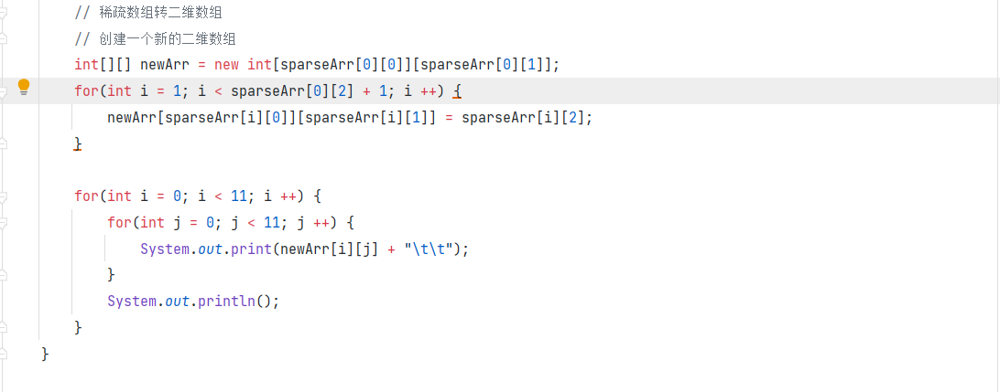 // 稀疏数组转二维数组
// 创建一个新的二维数组
int[][] newArr = new int[sparseArr[0][0]][sparseArr[0][1]];
for(int i = 1; i < sparseArr[0][2] + 1; i ++) {
newArr[sparseArr[i][0]][sparseArr[i][1]] = sparseArr[i][2];
}
for(int i = 0; i < 11; i ++) {
for(int j = 0; j < 11; j ++) {
System.out.print(newArr[i][j] + "\t\t");
}
System.out.println();
}
}